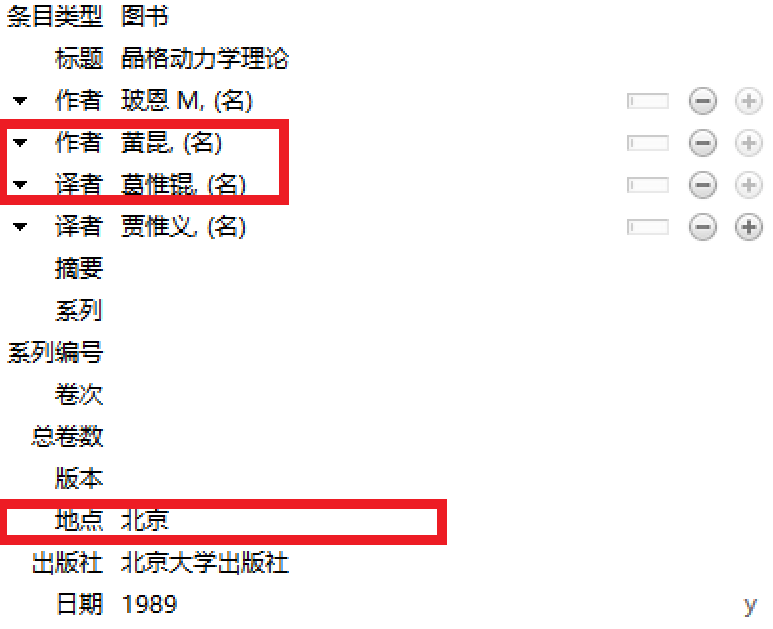 条目类型 图书
标题 晶格动力学理论
作者 玻恩 M, (名)
作者 黄昆, (名)
译者 葛惟锟, (名)
译者 贾惟义, (名)
摘要
系列
系列编号
卷次
总卷数
版本
地点 北京
出版社 北京大学出版社
日期 1989 y